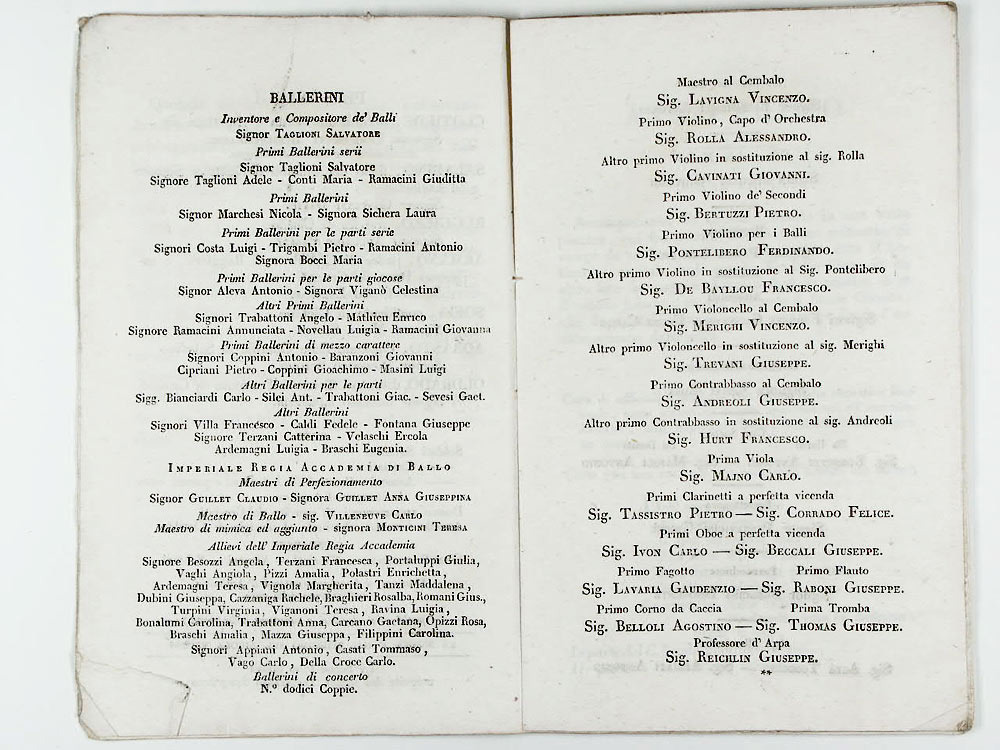 BALLERINI
Inventore e Compositore de' Balli
Signor TAGLIONI SALVATORE
Primi Ballerini serii
Signor Taglioni Salvatore
Signore Taglioni Adele - Conti Maria - Ramacini Giuditta
Primi Ballerini
Signor Marchesi Nicola - Signora Sichera Laura
Primi Ballerini per le parti serie
Signori Costa Luigi - Trigambi Pietro - Ramacini Antonio
Signora Bocci Maria
Primi Ballerini per le parti giocose
Signor Aleva Antonio - Signora Viganò Celestina
Altri Primi Ballerini
Signori Trabattoni Angelo - Mathieu Enrico
Signore Ramacini Annunciata - Novellau Luigia - Ramacini Giovanna
Primi Ballerini di mezzo carattere
Signori Coppini Antonio - Baranzoni Giovanni
Cipriani Pietro - Coppini Gioachimo - Masini Luigi
Altri Ballerini per le parti
Sigg. Bianciardi Carlo - Silei Ant. - Trabattoni Giac. - Sevesi Gaet.
Altri Ballerini
Signori Villa Francesco - Caldi Fedele - Fontana Giuseppe
Signore Terzani Catterina - Velaschi Ercola
Ardemagni Luigia - Braschi Eugenia.
IMPERIALE REGIA ACCADEMIA DI BALLO
Maestri di Perfezionamento
Signor GUILLET CLAUDIO - Signora GUILLET ANNA GIUSEPPINA
Maestro di Ballo - sig. VILLENEUVE CARLO
Maestro di mimica ed aggiunto - signora MONTICINI TERESA
Allievi dell' Imperiale Regia Accademia
Signore Besozzi Angela, Terzani Francesca, Portaluppi Giulia,
Vaghi Angiola, Pizzi Amalia, Polastri Enrichetta,
Ardemagni Teresa, Vignola Margherita, Tanzi Maddalena,
Dubini Giuseppa, Cazzaniga Rachele, Braghieri Rosalba, Romani Gius.,
Turpini Virginia, Viganoni Teresa, Ravina Luigia,
Bonalumi Carolina, Trabattoni Anna, Carcano Gaetana, Opizzi Rosa,
Braschi Amalia, Mazza Giuseppa, Filippini Carolina.
Signori Appiani Antonio, Casati Tommaso,
Vago Carlo, Della Croce Carlo.
Ballerini di concerto
N.° dodici Coppie.
Maestro al Cembalo
Sig. LAVIGNA VINCENZO.
Primo Violino, Capo d'Orchestra
Sig. ROLLA ALESSANDRO.
Altro primo Violino in sostituzione al sig. Rolla
Sig. CAVINATI GIOVANNI.
Primo Violino de' Secondi
Sig. BERTUZZI PIETRO.
Primo Violino per i Balli
Sig. PONTELIBERO FERDINANDO.
Altro primo Violino in sostituzione al Sig. Pontelibero
Sig. DE BAYLLOU FRANCESCO.
Primo Violoncello al Cembalo
Sig. MERIGHI VINCENZO.
Altro primo Violoncello in sostituzione al sig. Merighi
Sig. TREVANI GIUSEPPE.
Primo Contrabbasso al Cembalo
Sig. ANDREOLI GIUSEPPE.
Altro primo Contrabbasso in sostituzione al sig. Andreoli
Sig. HURT FRANCESCO.
Prima Viola
Sig. MAJNO CARLO.
Primi Clarinetti a perfetta vicenda
Sig. TASSISTRO PIETRO — Sig. CORRADO FELICE.
Primi Oboe a perfetta vicenda
Sig. IVON CARLO — Sig. BECCALI GIUSEPPE.
Primo Fagotto Primo Flauto
Sig. LAVARIA GAUDENZIO — Sig. RABONI GIUSEPPE.
Primo Corno da Caccia Prima Tromba
Sig. BELLOLI AGOSTINO — Sig. THOMAS GIUSEPPE.
Professore d'Arpa
Sig. REICHLIN GIUSEPPE.
**